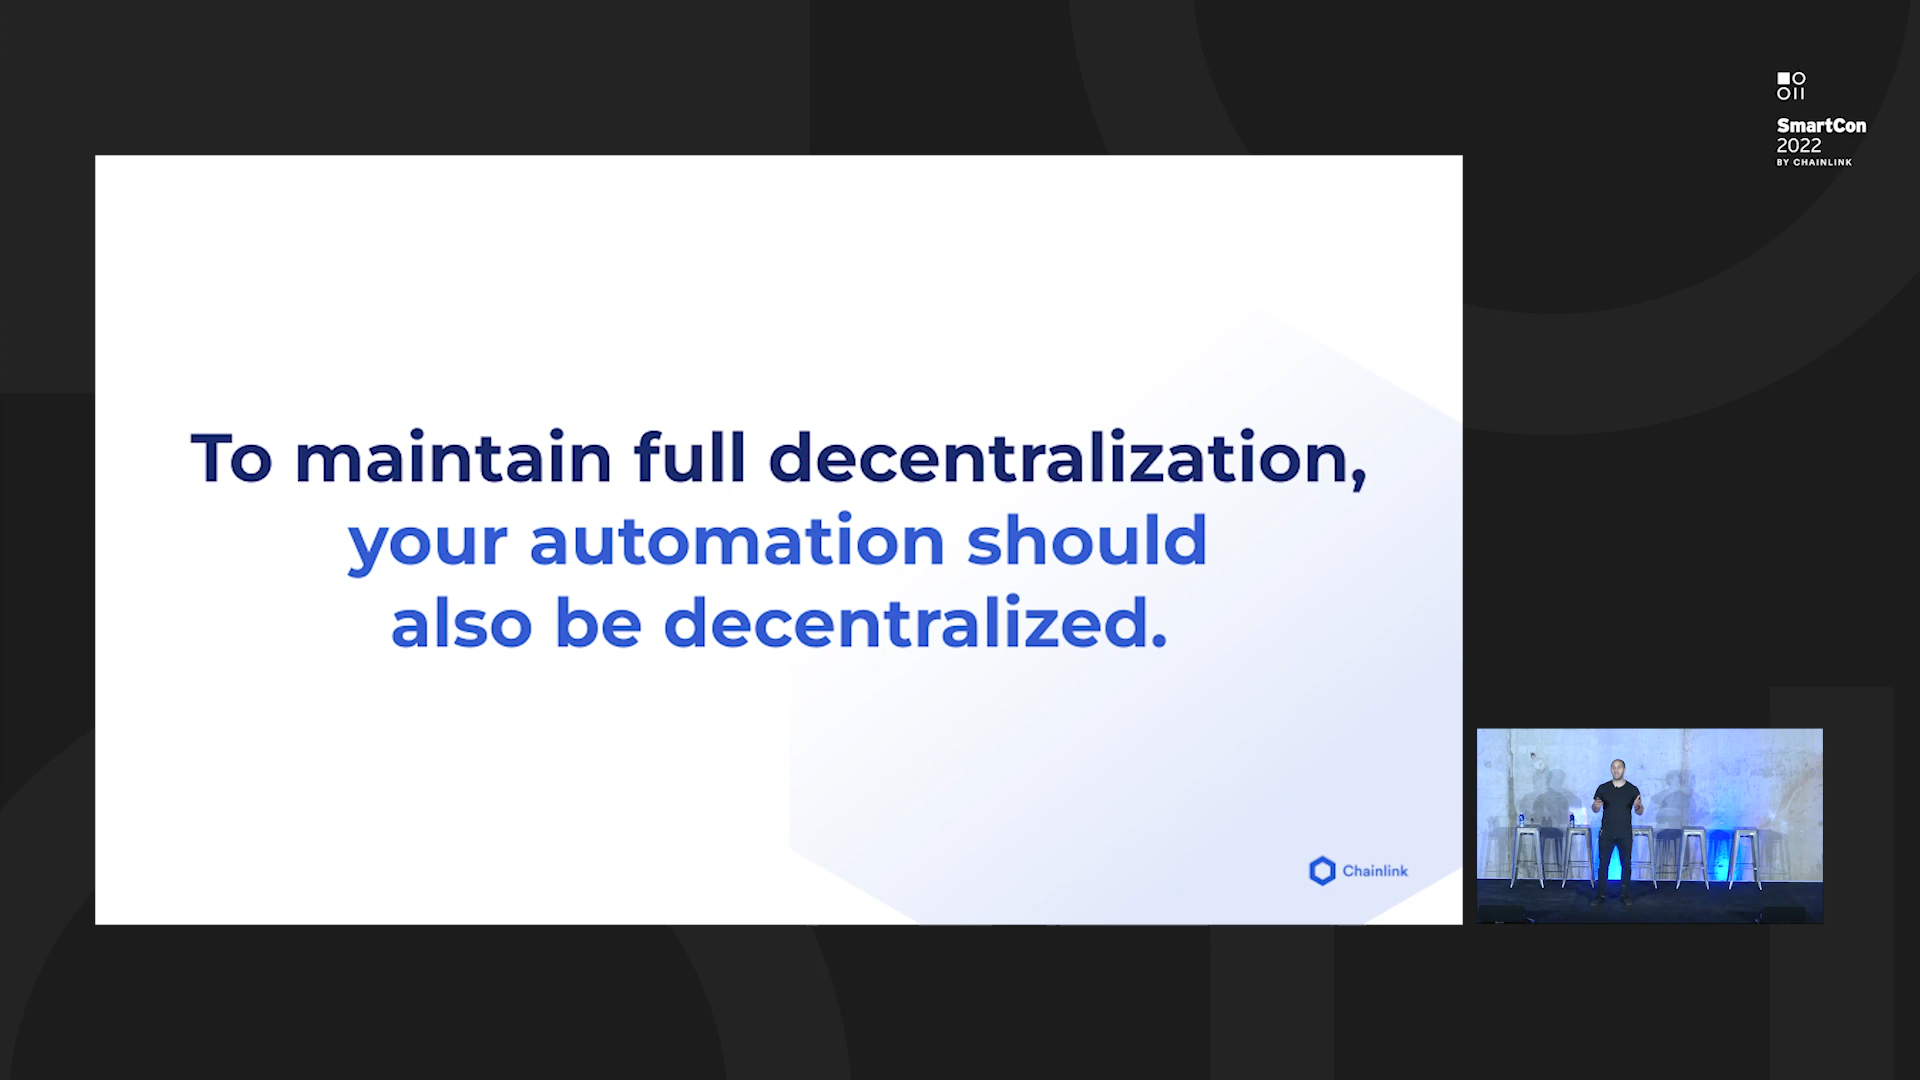 SmartCon
2022
BY CHAINLINK
To maintain full decentralization,
your automation should
also be decentralized.
Chainlink